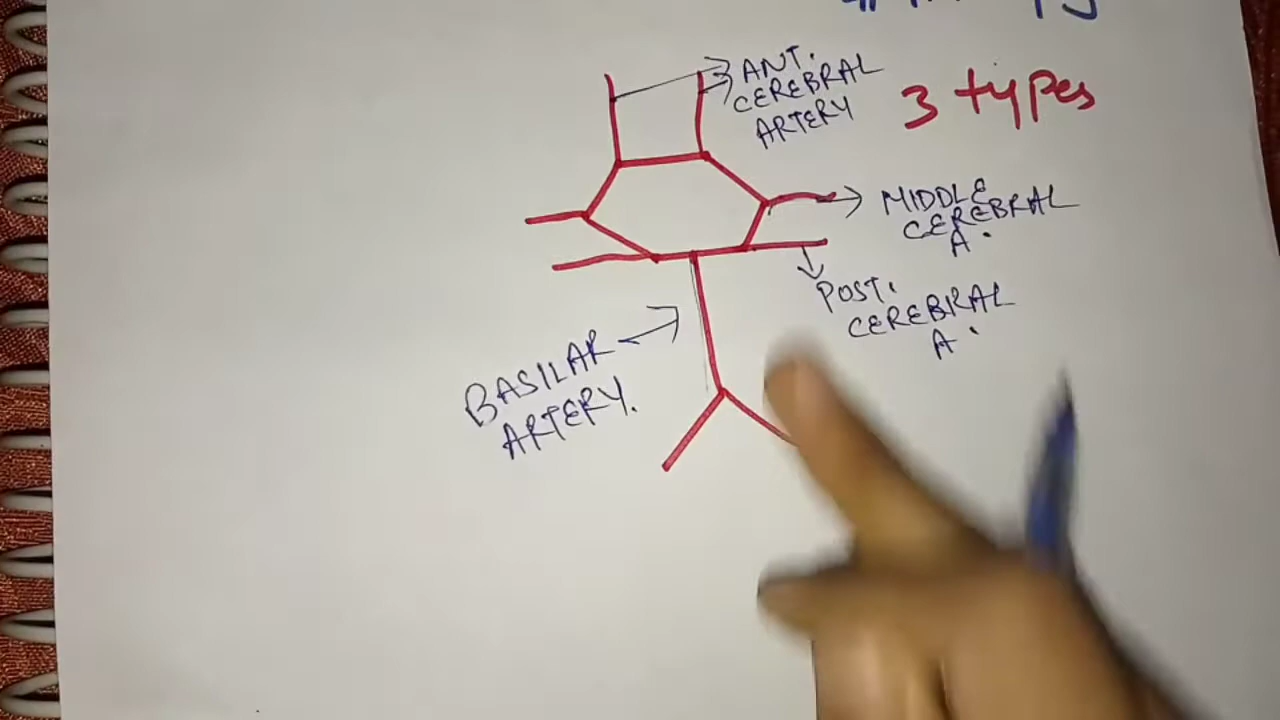 ANT.
CEREBRAL
ARTERY
3 types
MIDDLE
CEREBRAL
A.
POST.
CEREBRAL
A.
BASILAR
ARTERY.